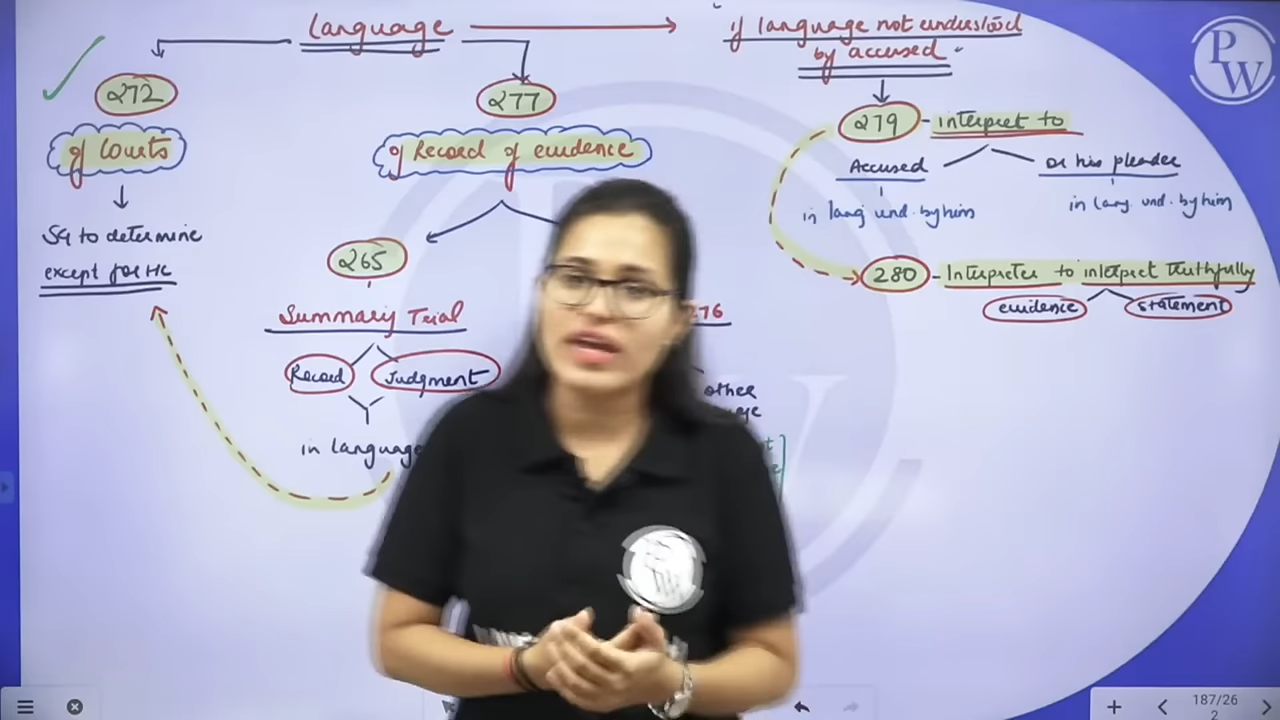 Language
if language not understood
by accused
272
277
279 - interpret to
of Courts
of Record of evidence
Accused
or his pleader
in lang und. by him
in lang. und. by him
SG to determine
except for HC
265
280 - Interpreter to interpret truthfully
evidence
statement
Summary Trial
276
Record
Judgment
other
in language
PW
187/26
2